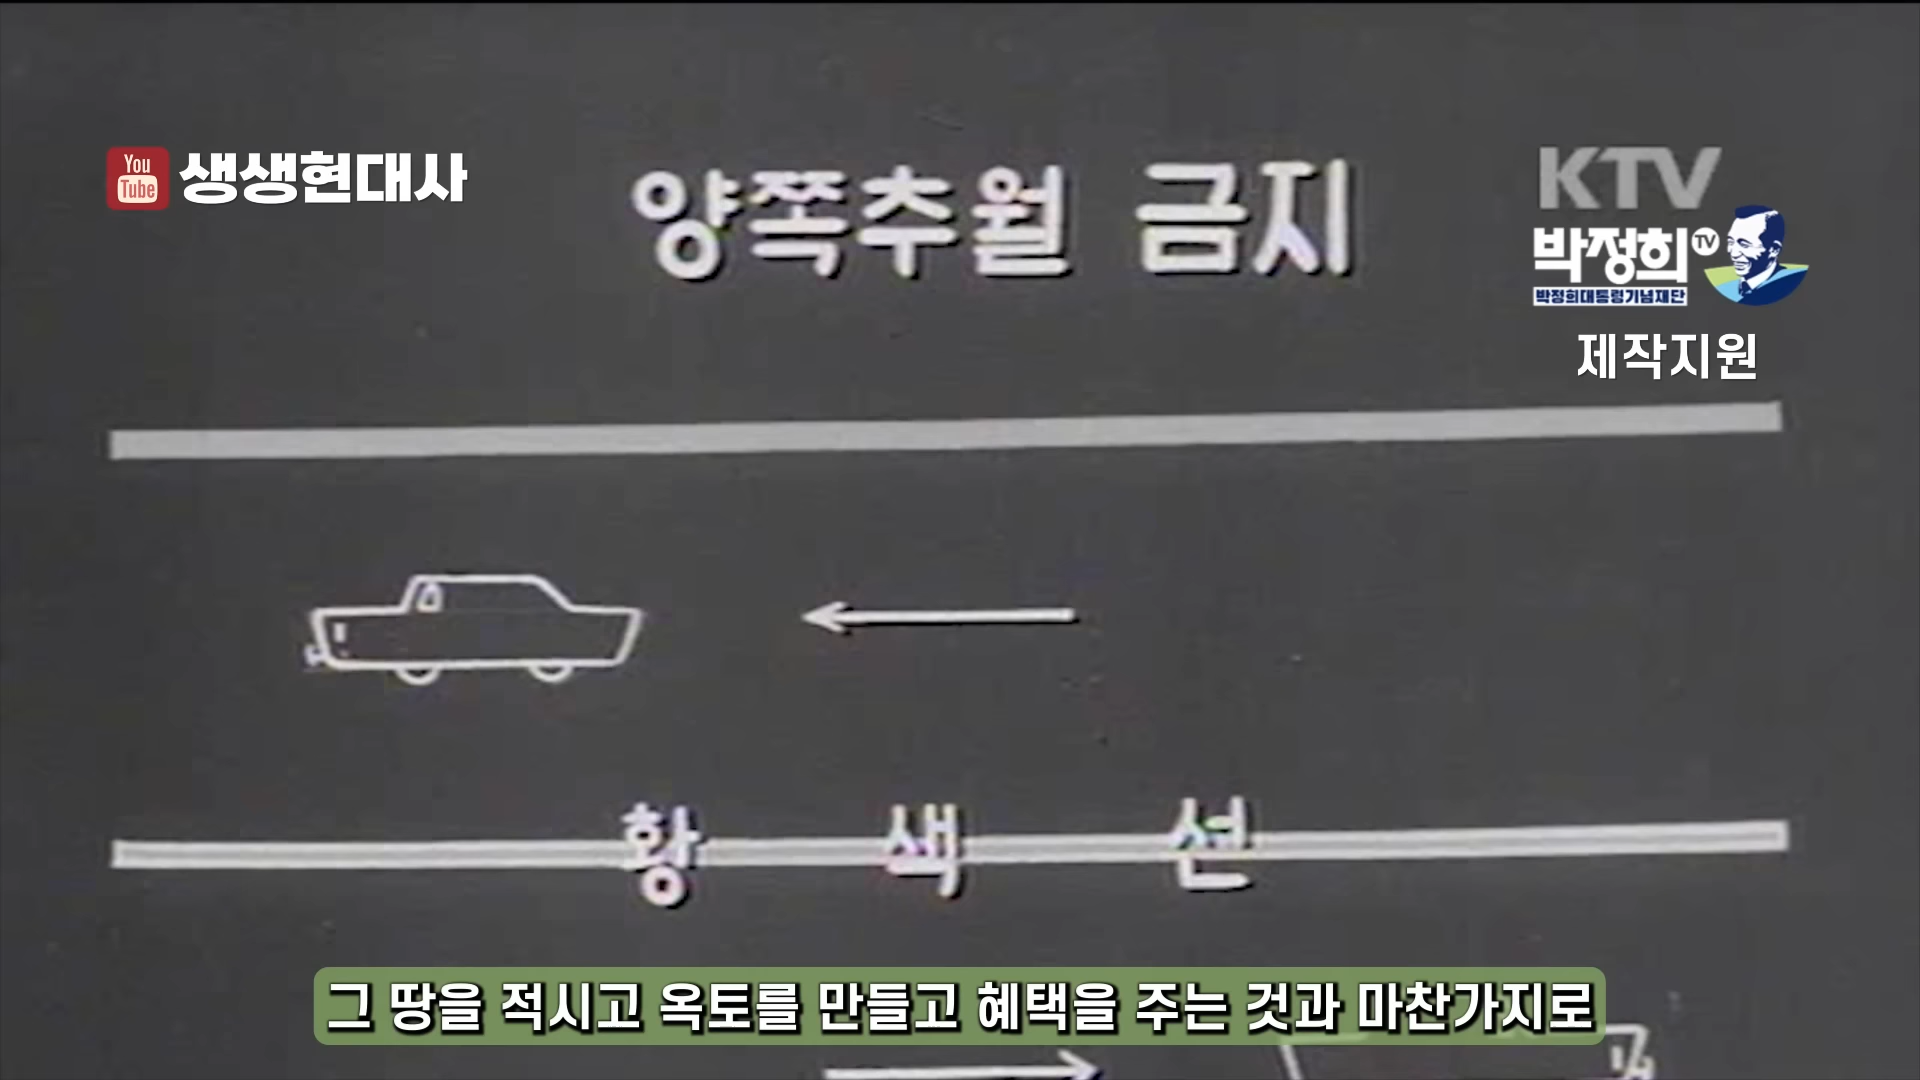 You
Tube
생생현대사
양쪽추월 금지
KTV
박정희TV
박정희대통령기념재단
제작지원
황 색 선
그 땅을 적시고 옥토를 만들고 혜택을 주는 것과 마찬가지로